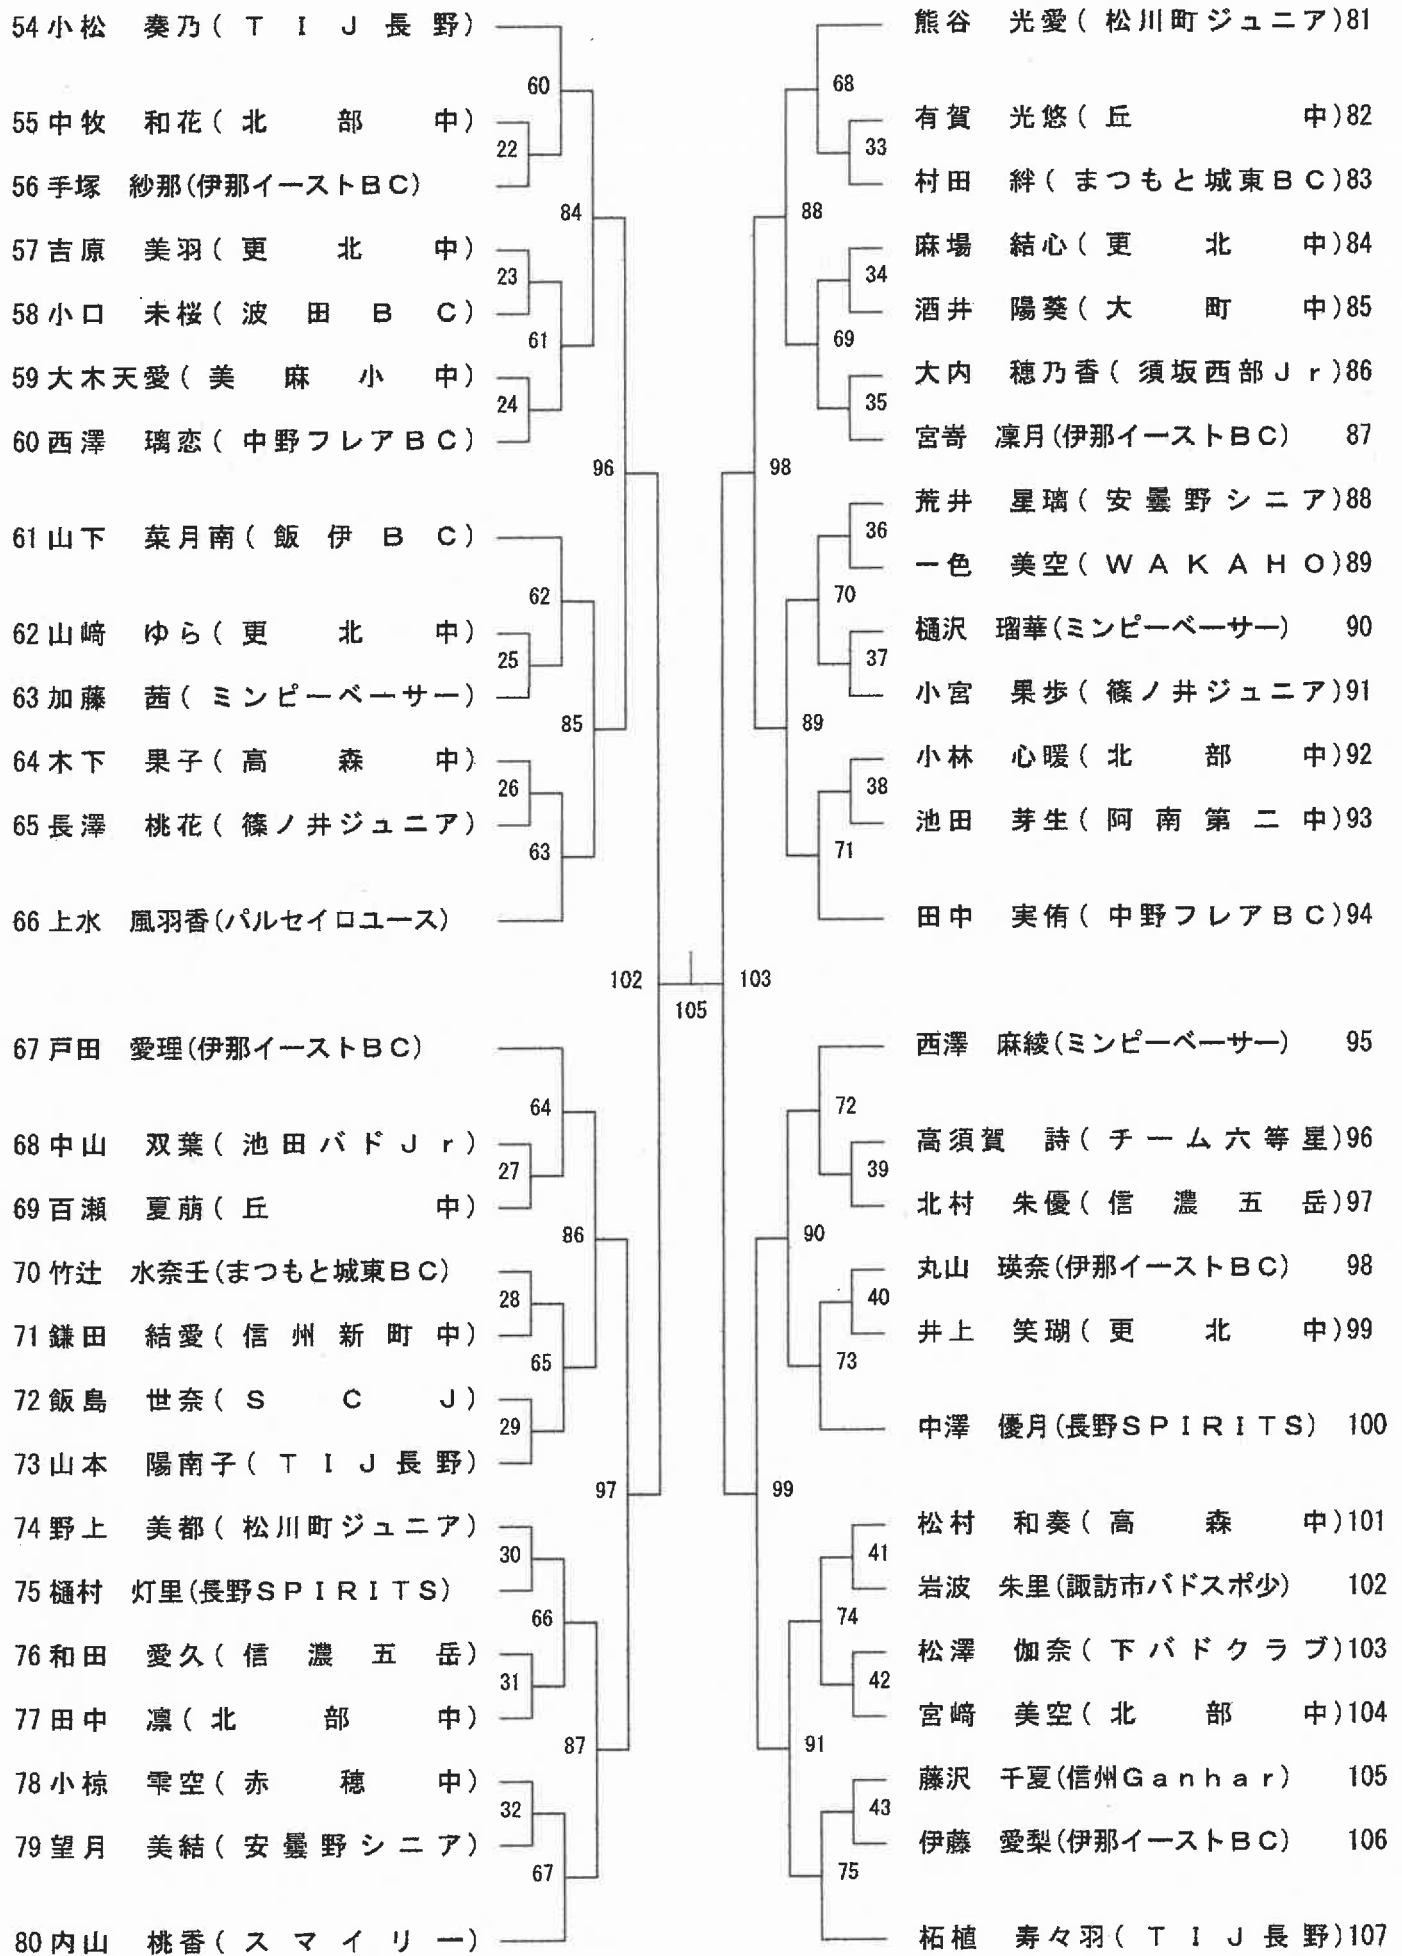 54 小松 奏乃(TIJ長野)
60
55 中牧 和花(北部中)
22
56 手塚 紗那(伊那イーストBC)
84
57 吉原 美羽(更北中)
23
58 小口 未桜(波田BC)
61
59 大木天愛(美麻小中)
24
60 西澤 璃恋(中野フレアBC)
96
61 山下 菜月南(飯伊BC)
62
62 山﨑 ゆら(更北中)
25
63 加藤 茜(ミンピーベーサー)
85
64 木下 果子(高森中)
26
65 長澤 桃花(篠ノ井ジュニア)
63
66 上水 風羽香(パルセイロユース)
102
105
67 戸田 愛理(伊那イーストBC)
64
68 中山 双葉(池田バドJr)
27
69 百瀬 夏萠(丘中)
86
70 竹辻 水奈壬(まつもと城東BC)
28
71 鎌田 結愛(信州新町中)
65
72 飯島 世奈(SCJ)
29
73 山本 陽南子(TIJ長野)
97
74 野上 美都(松川町ジュニア)
30
75 樋村 灯里(長野SPIRITS)
66
76 和田 愛久(信濃五岳)
31
77 田中 凛(北部中)
87
78 小椋 雫空(赤穂中)
32
79 望月 美結(安曇野シニア)
67
80 内山 桃香(スマイリー)
熊谷 光愛(松川町ジュニア)81
68
有賀 光悠(丘中)82
33
村田 絆(まつもと城東BC)83
88
麻場 結心(更北中)84
34
酒井 陽葵(大町中)85
69
大内 穂乃香(須坂西部Jr)86
35
宮嵜 凜月(伊那イーストBC) 87
98
荒井 星璃(安曇野シニア)88
36
一色 美空(WAKAHO)89
70
樋沢 瑠華(ミンピーベーサー) 90
37
小宮 果歩(篠ノ井ジュニア)91
89
小林 心暖(北部中)92
38
池田 芽生(阿南第二中)93
71
田中 実侑(中野フレアBC)94
103
西澤 麻綾(ミンピーベーサー) 95
72
高須賀 詩(チーム六等星)96
39
北村 朱優(信濃五岳)97
90
丸山 瑛奈(伊那イーストBC) 98
40
井上 笑瑚(更北中)99
73
中澤 優月(長野SPIRITS) 100
99
松村 和奏(高森中)101
41
岩波 朱里(諏訪市バドスポ少) 102
74
松澤 伽奈(下バドクラブ)103
42
宮﨑 美空(北部中)104
91
藤沢 千夏(信州Ganhar) 105
43
伊藤 愛梨(伊那イーストBC) 106
75
柘植 寿々羽(TIJ長野)107